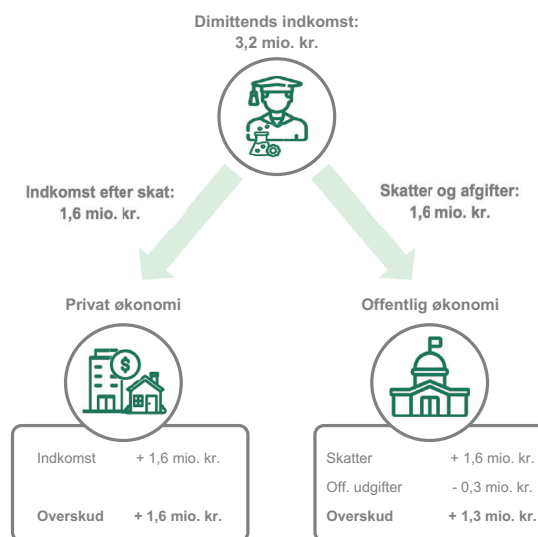 Dimittends indkomst:
3,2 mio. kr.
Indkomst efter skat:
1,6 mio. kr.
Skatter og afgifter:
1,6 mio. kr.
Privat økonomi
Offentlig økonomi
$
Indkomst + 1,6 mio. kr.
Overskud + 1,6 mio. kr.
Skatter + 1,6 mio. kr.
Off. udgifter - 0,3 mio. kr.
Overskud + 1,3 mio. kr.